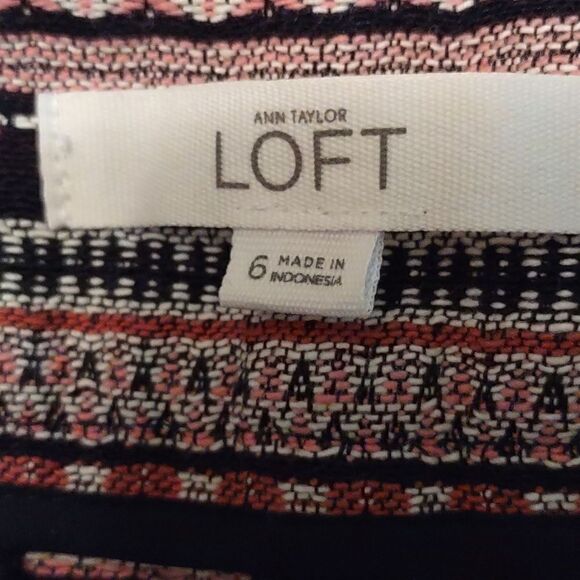 ANN TAYLOR
LOFT
6 MADE IN
INDONESIA